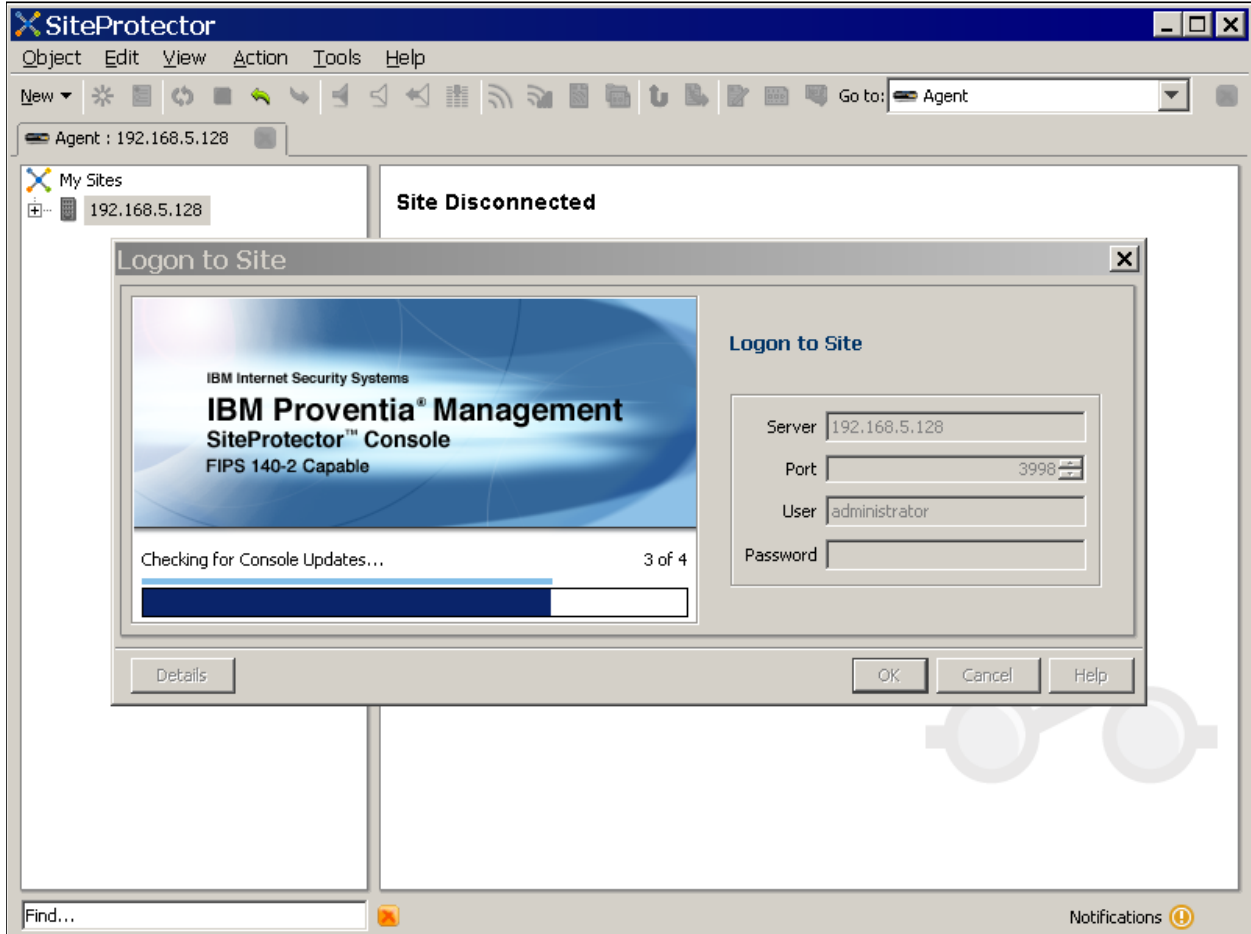 SiteProtector
Object Edit View Action Tools Help
New Go to: Agent
Agent : 192.168.5.128
My Sites
192.168.5.128
Site Disconnected
Logon to Site
IBM Internet Security Systems
IBM Proventia® Management
SiteProtector™ Console
FIPS 140-2 Capable
Checking for Console Updates... 3 of 4
Logon to Site
Server 192.168.5.128
Port 3998
User administrator
Password
Details OK Cancel Help
Find... Notifications